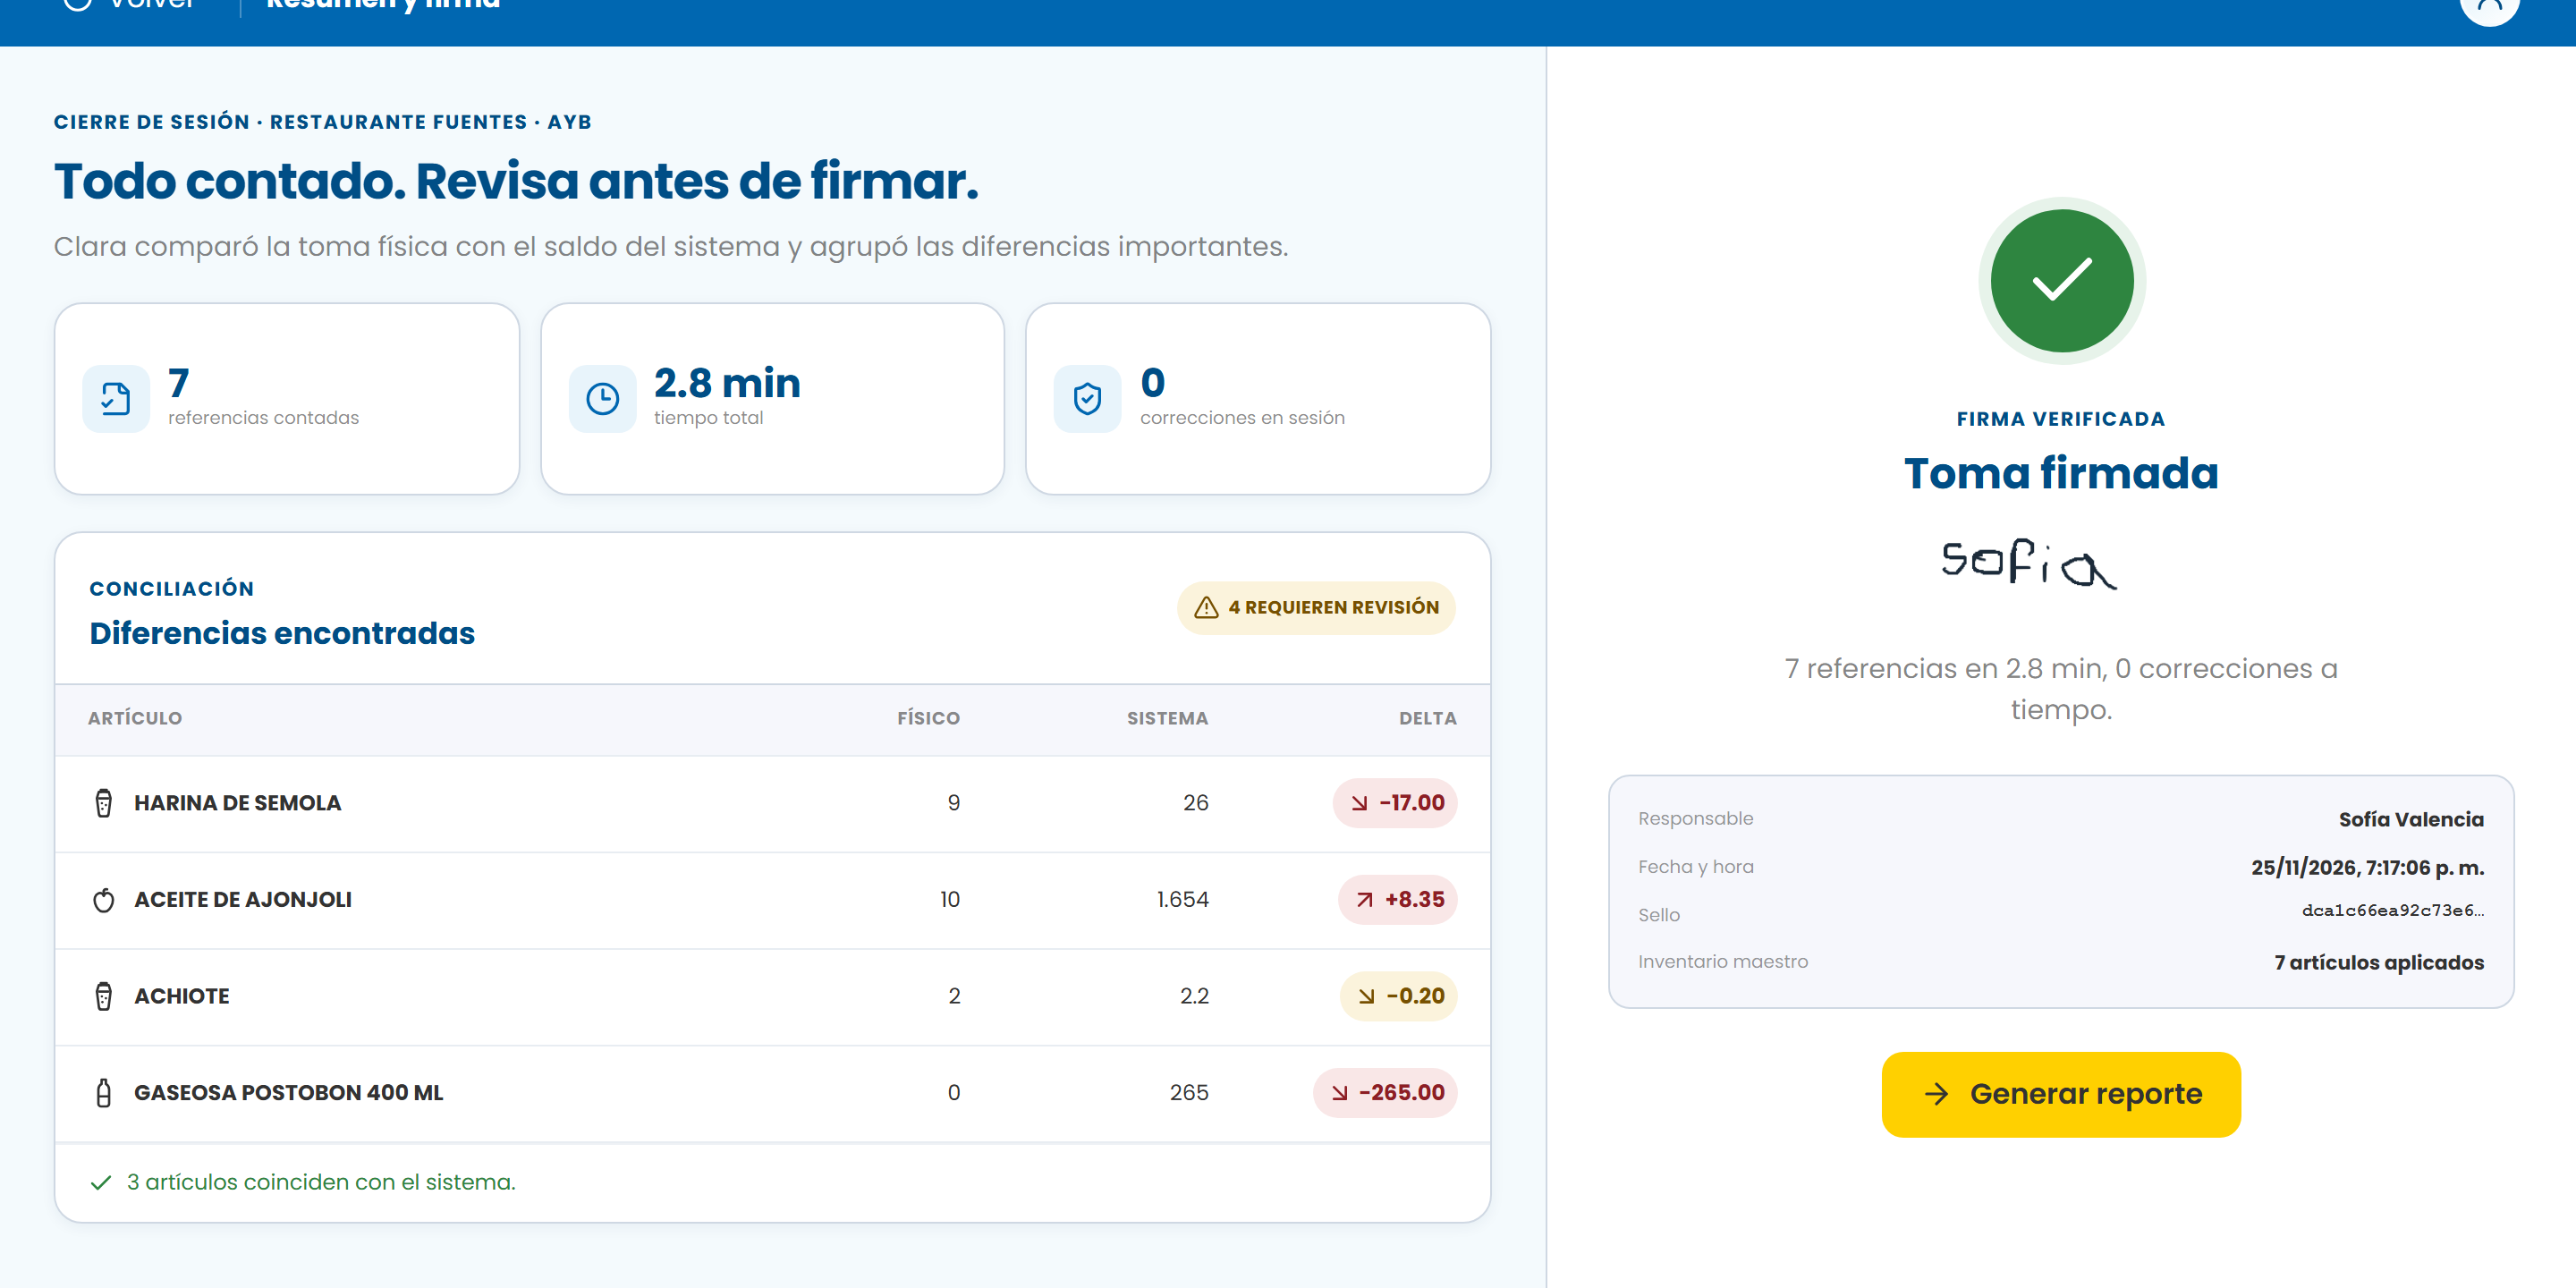 Volver
Resumen y firma
CIERRE DE SESIÓN · RESTAURANTE FUENTES · AYB
Todo contado. Revisa antes de firmar.
Clara comparó la toma física con el saldo del sistema y agrupó las diferencias importantes.
7
referencias contadas
2.8 min
tiempo total
0
correcciones en sesión
CONCILIACIÓN
Diferencias encontradas
4 REQUIEREN REVISIÓN
ARTÍCULO FÍSICO SISTEMA DELTA
HARINA DE SEMOLA 9 26 -17.00
ACEITE DE AJONJOLI 10 1.654 +8.35
ACHIOTE 2 2.2 -0.20
GASEOSA POSTOBON 400 ML 0 265 -265.00
3 artículos coinciden con el sistema.
FIRMA VERIFICADA
Toma firmada
sofia
7 referencias en 2.8 min, 0 correcciones a
tiempo.
Responsable Sofía Valencia
Fecha y hora 25/11/2026, 7:17:06 p. m.
Sello dca1c66ea92c73e6…
Inventario maestro 7 artículos aplicados
Generar reporte